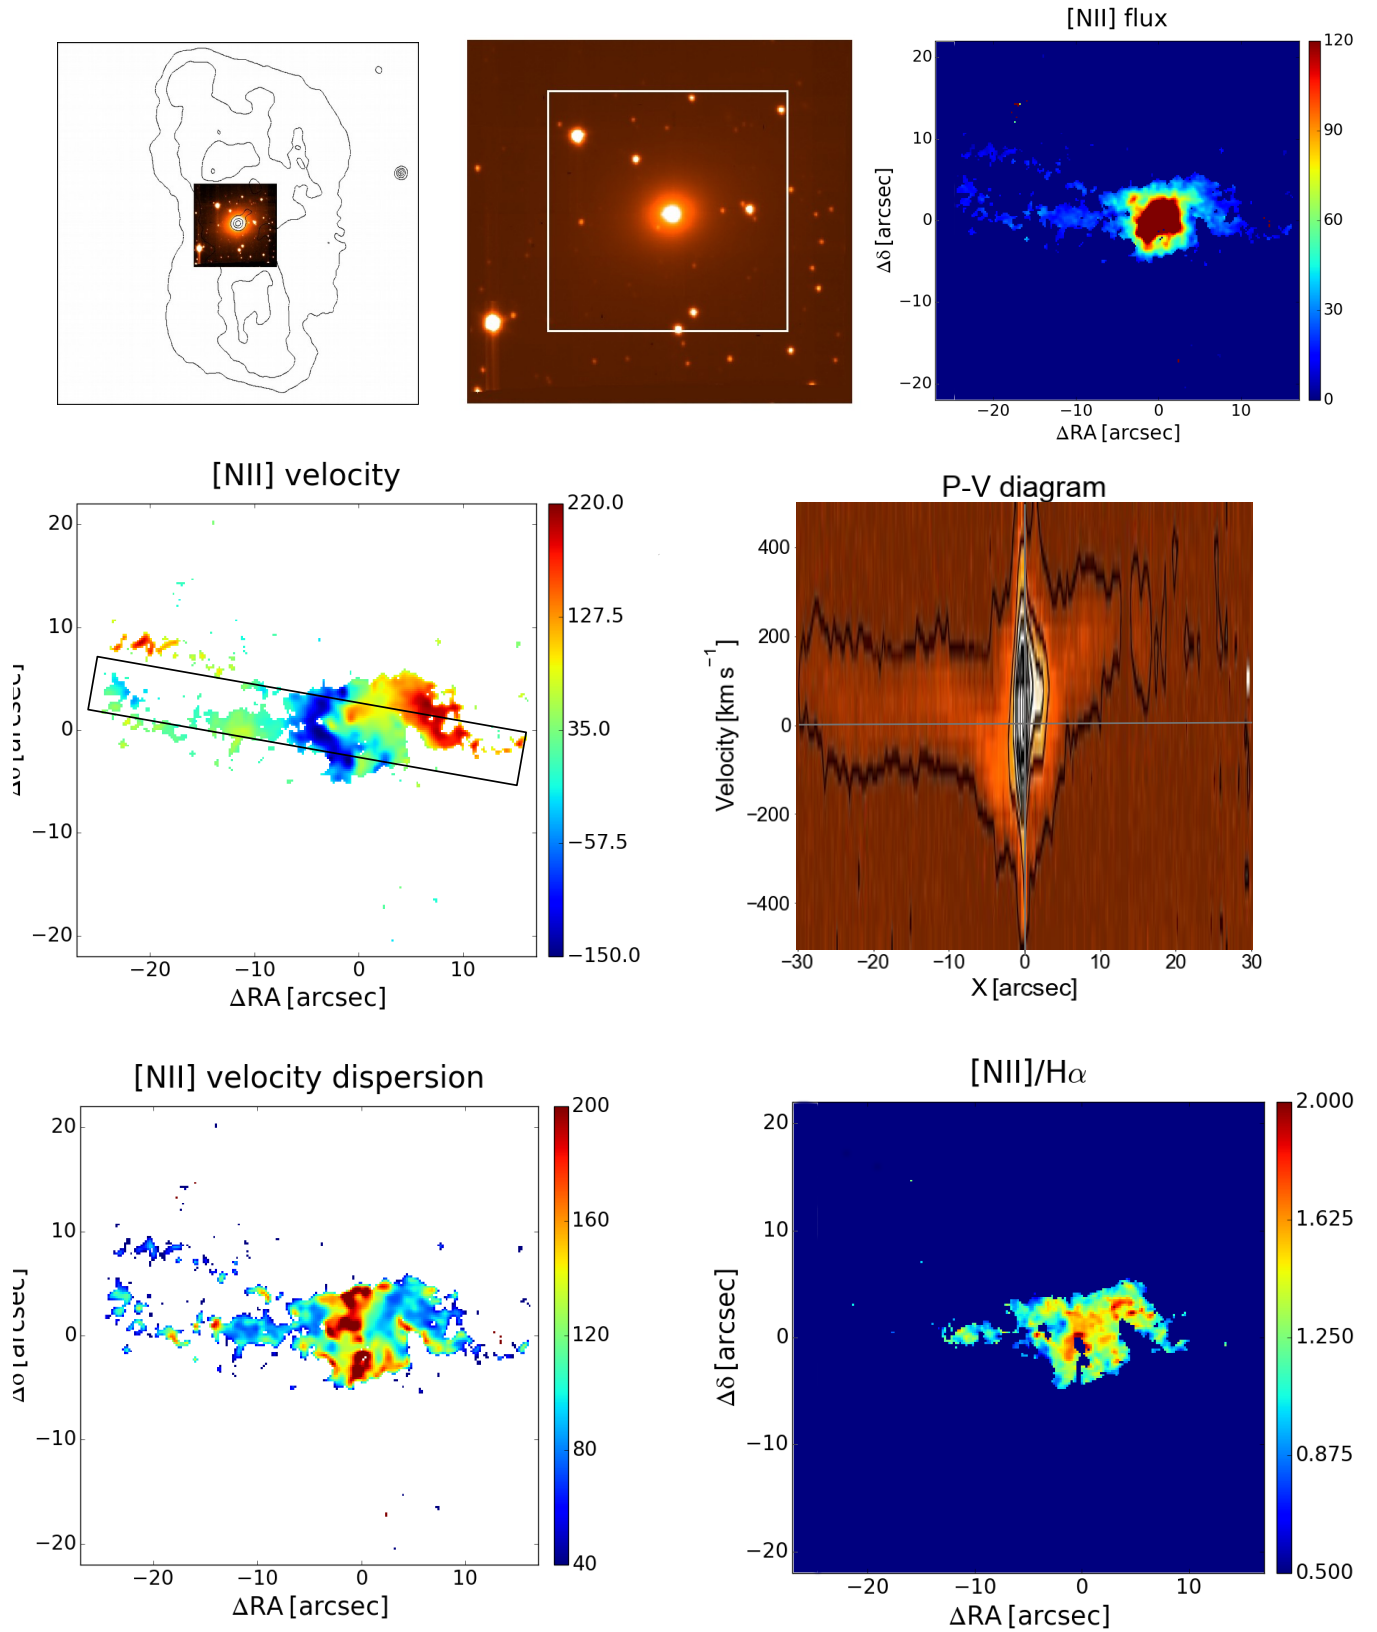 [NII] flux
20
10
0
−10
−20
Δδ [arcsec]
−20 −10 0 10
ΔRA [arcsec]
120
90
60
30
0
[NII] velocity
20
10
0
−10
−20
−20 −10 0 10
ΔRA [arcsec]
220.0
127.5
35.0
−57.5
−150.0
P-V diagram
400
200
0
−200
−400
Velocity [km s⁻¹]
−30 −20 −10 0 10 20 30
X [arcsec]
[NII] velocity dispersion
20
10
0
−10
−20
Δδ [arcsec]
−20 −10 0 10
ΔRA [arcsec]
200
160
120
80
40
[NII]/Hα
20
10
0
−10
−20
Δδ [arcsec]
−20 −10 0 10
ΔRA [arcsec]
2.000
1.625
1.250
0.875
0.500